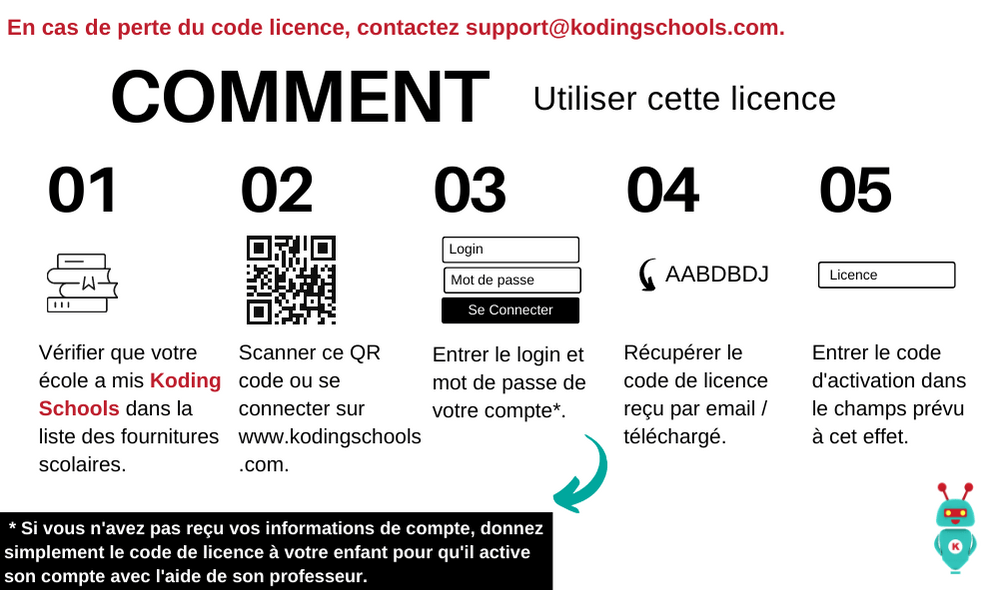 En cas de perte du code licence, contactez support@kodingschools.com.
COMMENT Utiliser cette licence
01
02
03
04
05
Login
Mot de passe
Se Connecter
AABDBDJ
Licence
Vérifier que votre
école a mis Koding
Schools dans la
liste des fournitures
scolaires.
Scanner ce QR
code ou se
connecter sur
www.kodingschools
.com.
Entrer le login et
mot de passe de
votre compte*.
Récupérer le
code de licence
reçu par email /
téléchargé.
Entrer le code
d'activation dans
le champs prévu
à cet effet.
* Si vous n'avez pas reçu vos informations de compte, donnez
simplement le code de licence à votre enfant pour qu'il active
son compte avec l'aide de son professeur.
K